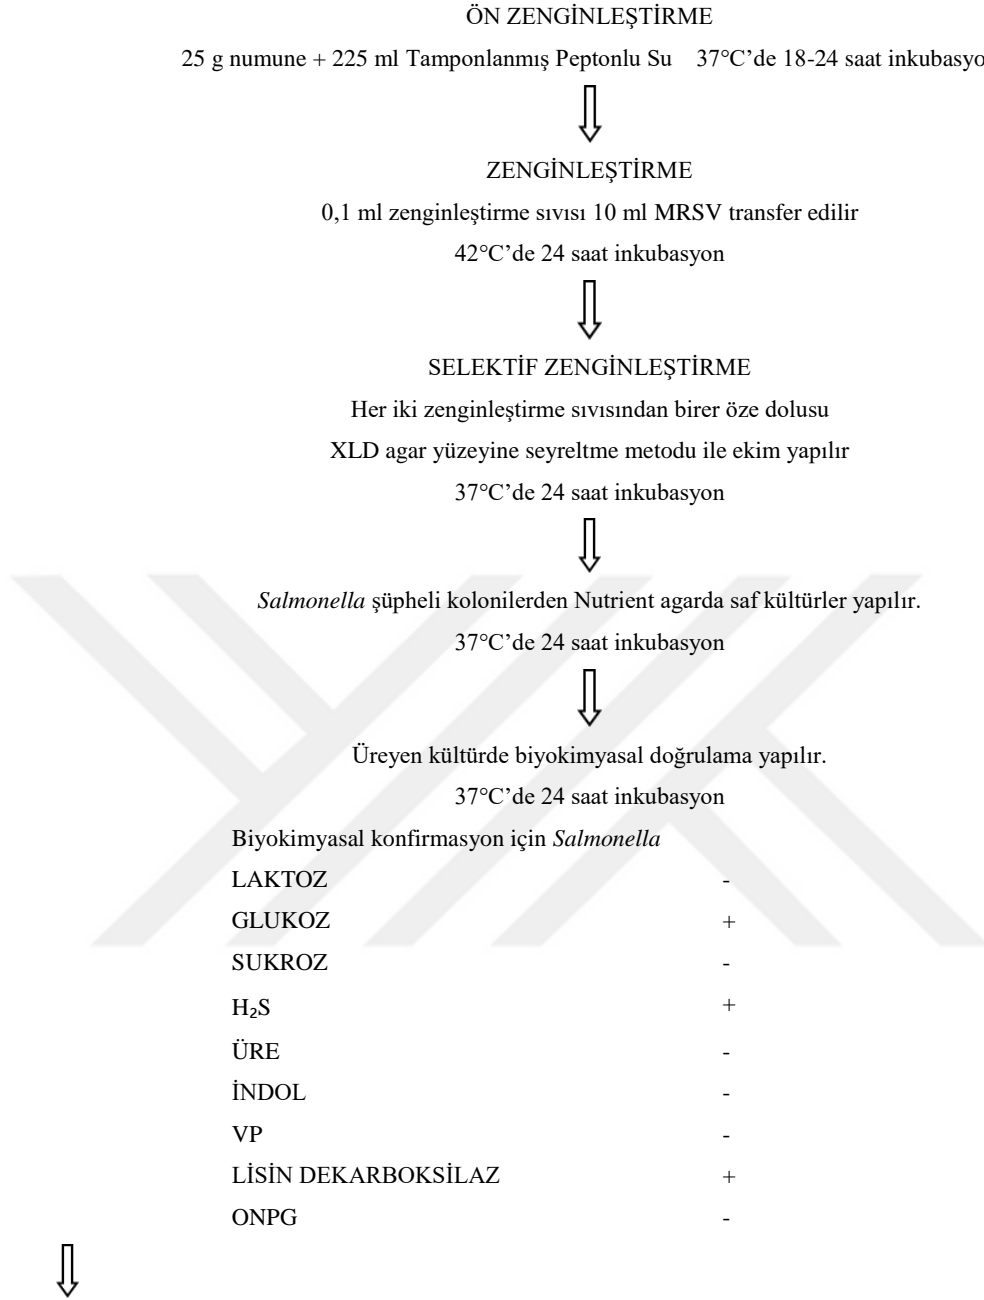 ÖN ZENGİNLEŞTİRME
25 g numune + 225 ml Tamponlanmış Peptonlu Su 37°C’de 18-24 saat inkubasyo
ZENGİNLEŞTİRME
0,1 ml zenginleştirme sıvısı 10 ml MRSV transfer edilir
42°C’de 24 saat inkubasyon
SELEKTİF ZENGİNLEŞTİRME
Her iki zenginleştirme sıvısından birer öze dolusu
XLD agar yüzeyine seyreltme metodu ile ekim yapılır
37°C’de 24 saat inkubasyon
Salmonella şüpheli kolonilerden Nutrient agarda saf kültürler yapılır.
37°C’de 24 saat inkubasyon
Üreyen kültürde biyokimyasal doğrulama yapılır.
37°C’de 24 saat inkubasyon
Biyokimyasal konfirmasyon için Salmonella
LAKTOZ -
GLUKOZ +
SUKROZ -
H₂S +
ÜRE -
İNDOL -
VP -
LİSİN DEKARBOKSİLAZ +
ONPG -